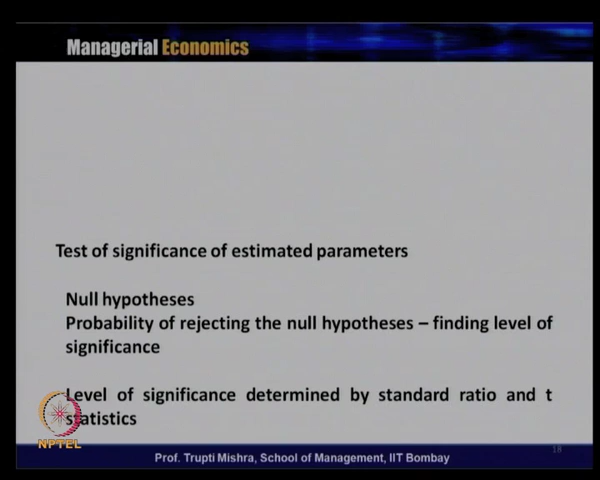 Managerial Economics
Test of significance of estimated parameters
Null hypotheses
Probability of rejecting the null hypotheses – finding level of
significance
Level of significance determined by standard ratio and t
statistics
NPTEL
Prof. Trupti Mishra, School of Management, IIT Bombay
18